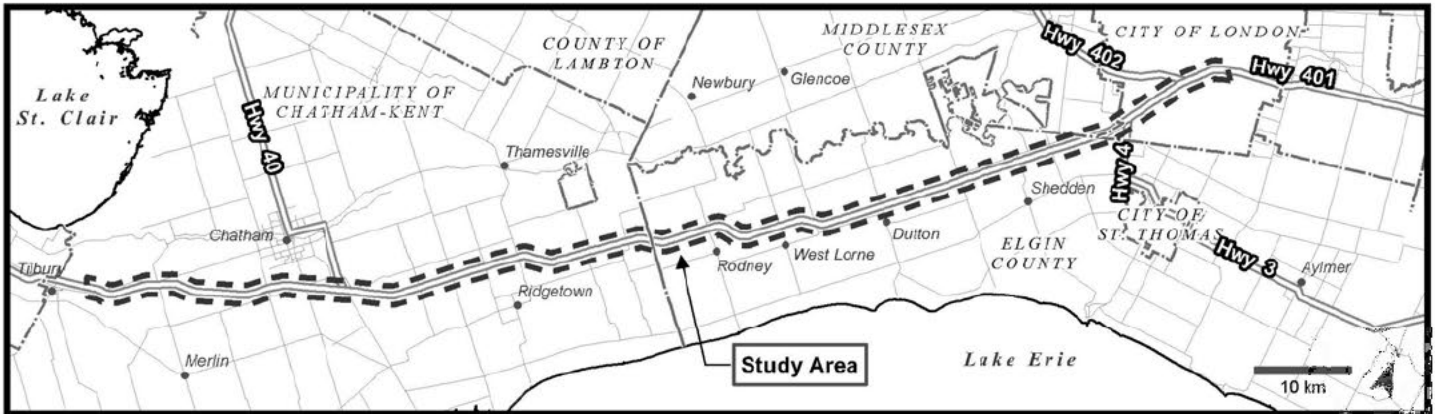 Lake
St. Clair
MUNICIPALITY OF
CHATHAM-KENT
Hwy 40
COUNTY OF
LAMBTON
MIDDLESEX
COUNTY
Newbury
Glencoe
Hwy 402
CITY OF LONDON
Hwy 401
Thamesville
Hwy 4
Shedden
CITY OF
ST. THOMAS
Chatham
Dutton
ELGIN
COUNTY
Hwy 3
Aylmer
Tilbury
Rodney
West Lorne
Ridgetown
Merlin
Study Area
Lake Erie
10 km